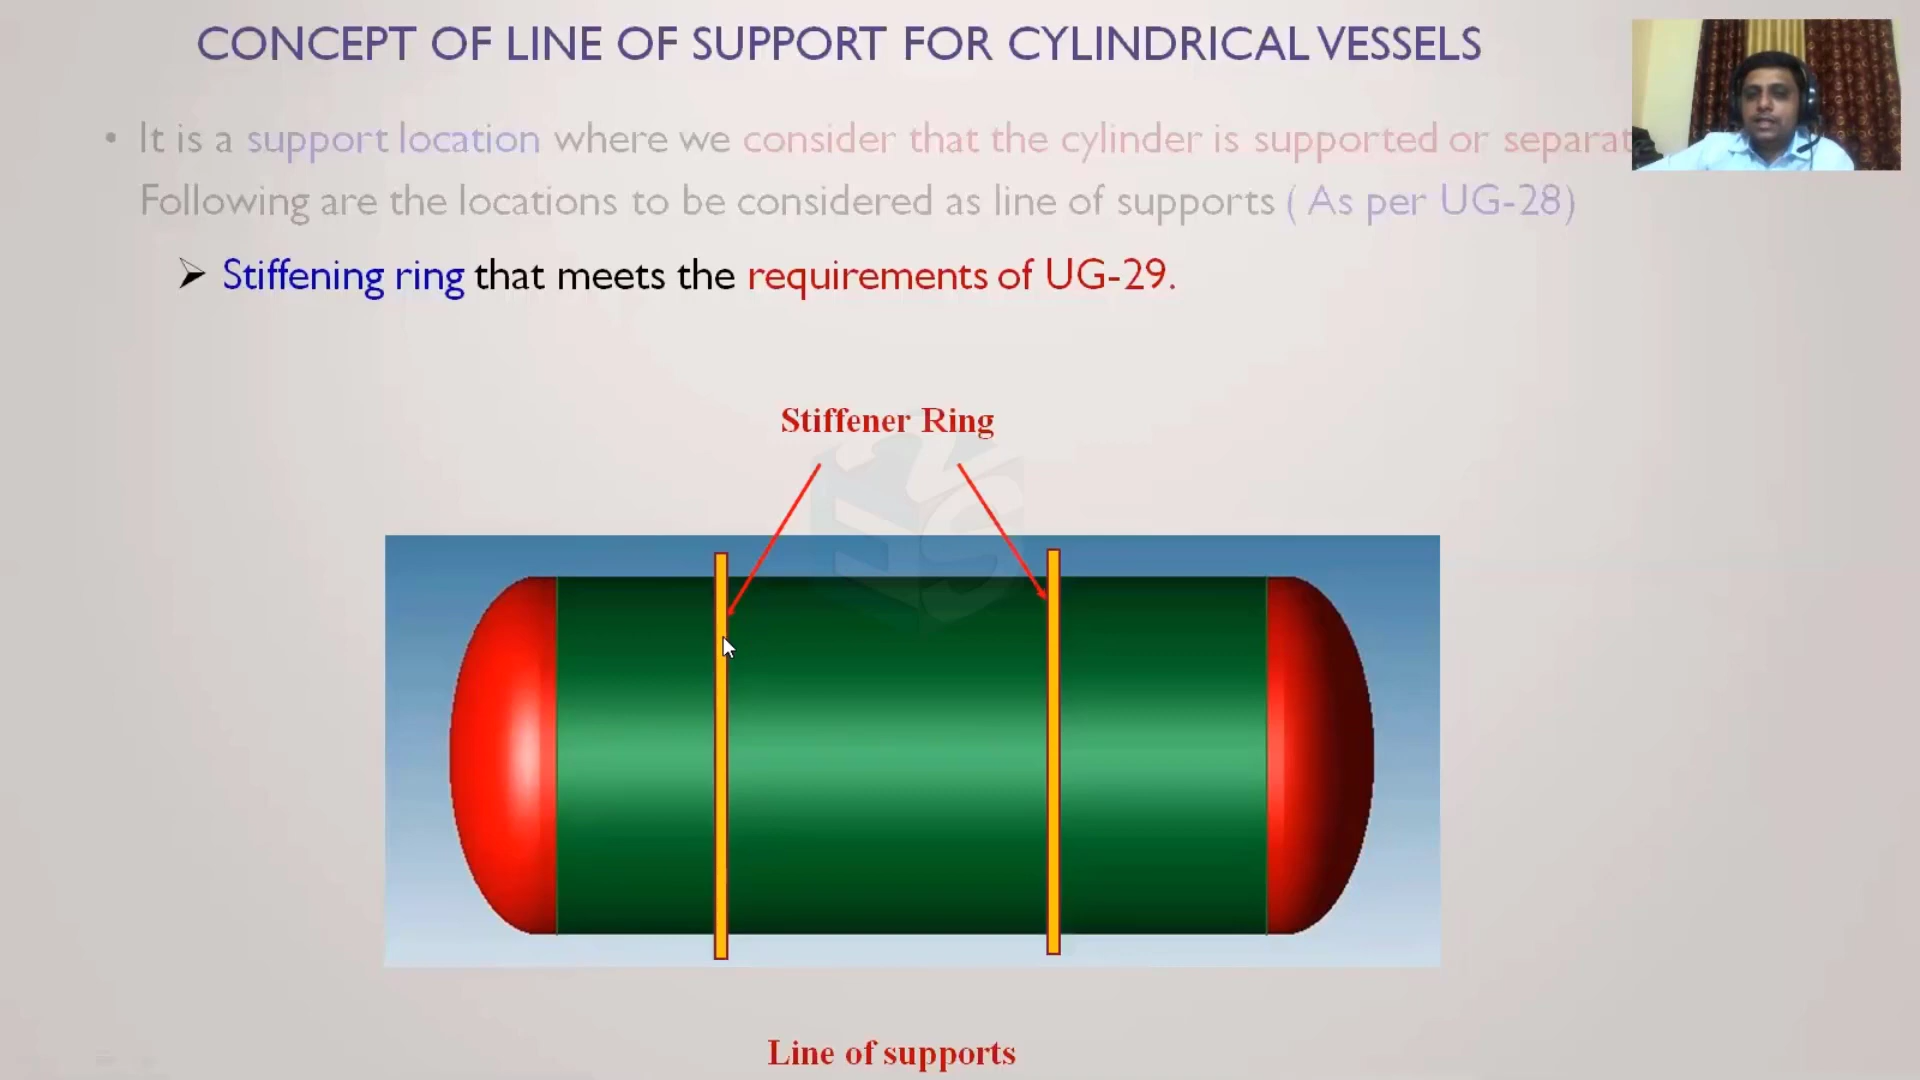 CONCEPT OF LINE OF SUPPORT FOR CYLINDRICAL VESSELS
• It is a support location where we consider that the cylinder is supported or
Following are the locations to be considered as line of supports ( As per UG-28)
➢ Stiffening ring that meets the requirements of UG-29.
Stiffener Ring
Line of supports